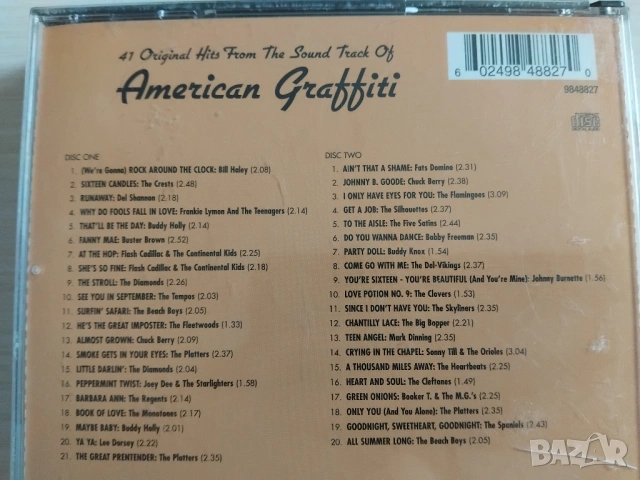 41 Original Hits From The Sound Track Of
American Graffiti
6 02498 48827 0
9848827
COMPACT disc DIGITAL AUDIO
DISC ONE
1. (We're Gonna) ROCK AROUND THE CLOCK: Bill Haley (2.08)
2. SIXTEEN CANDLES: The Crests (2.48)
3. RUNAWAY: Del Shannon (2.18)
4. WHY DO FOOLS FALL IN LOVE: Frankie Lymon And The Teenagers (2.14)
5. THAT'LL BE THE DAY: Buddy Holly (2.14)
6. FANNY MAE: Buster Brown (2.52)
7. AT THE HOP: Flash Cadillac & The Continental Kids (2.25)
8. SHE'S SO FINE: Flash Cadillac & The Continental Kids (2.18)
9. THE STROLL: The Diamonds (2.26)
10. SEE YOU IN SEPTEMBER: The Tempos (2.03)
11. SURFIN' SAFARI: The Beach Boys (2.05)
12. HE'S THE GREAT IMPOSTER: The Fleetwoods (1.33)
13. ALMOST GROWN: Chuck Berry (2.09)
14. SMOKE GETS IN YOUR EYES: The Platters (2.37)
15. LITTLE DARLIN': The Diamonds (2.04)
16. PEPPERMINT TWIST: Joey Dee & The Starlighters (1.58)
17. BARBARA ANN: The Regents (2.14)
18. BOOK OF LOVE: The Monotones (2.17)
19. MAYBE BABY: Buddy Holly (2.01)
20. YA YA: Lee Dorsey (2.22)
21. THE GREAT PRENTENDER: The Platters (2.35)
DISC TWO
1. AIN'T THAT A SHAME: Fats Domino (2.31)
2. JOHNNY B. GOODE: Chuck Berry (2.38)
3. I ONLY HAVE EYES FOR YOU: The Flamingoes (3.09)
4. GET A JOB: The Silhouettes (2.37)
5. TO THE AISLE: The Five Satins (2.44)
6. DO YOU WANNA DANCE: Bobby Freeman (2.35)
7. PARTY DOLL: Buddy Knox (1.54)
8. COME GO WITH ME: The Del-Vikings (2.37)
9. YOU'RE SIXTEEN - YOU'RE BEAUTIFUL (And You're Mine): Johnny Burnette (1.56)
10. LOVE POTION NO. 9: The Clovers (1.53)
11. SINCE I DON'T HAVE YOU: The Skyliners (2.35)
12. CHANTILLY LACE: The Big Bopper (2.21)
13. TEEN ANGEL: Mark Dinning (2.35)
14. CRYING IN THE CHAPEL: Sonny Till & The Orioles (3.04)
15. A THOUSAND MILES AWAY: The Heartbeats (2.25)
16. HEART AND SOUL: The Cleftones (1.49)
17. GREEN ONIONS: Booker T. & The M.G.'s (2.25)
18. ONLY YOU (And You Alone): The Platters (2.35)
19. GOODNIGHT, SWEETHEART, GOODNIGHT: The Spaniels (2.43)
20. ALL SUMMER LONG: The Beach Boys (2.05)
BAZAR